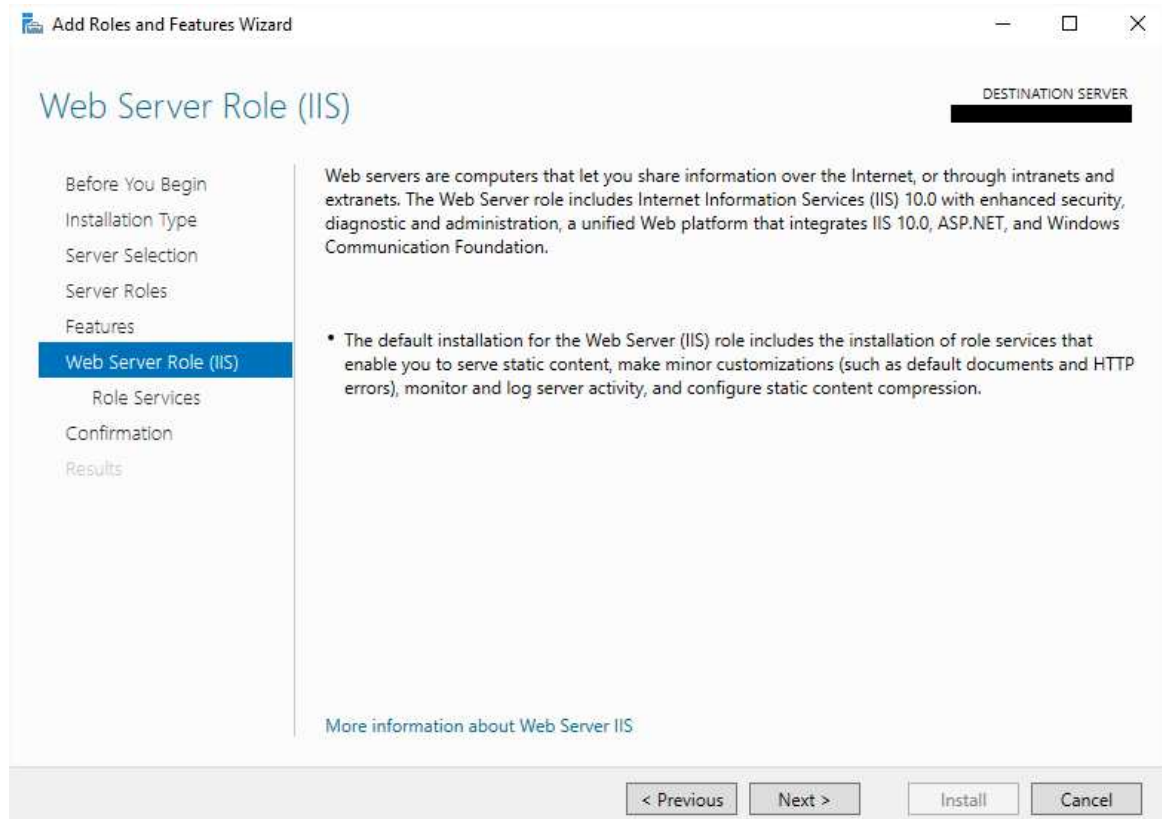 Add Roles and Features Wizard
Web Server Role (IIS)
DESTINATION SERVER
Before You Begin
Installation Type
Server Selection
Server Roles
Features
Web Server Role (IIS)
Role Services
Confirmation
Results
Web servers are computers that let you share information over the Internet, or through intranets and
extranets. The Web Server role includes Internet Information Services (IIS) 10.0 with enhanced security,
diagnostic and administration, a unified Web platform that integrates IIS 10.0, ASP.NET, and Windows
Communication Foundation.
• The default installation for the Web Server (IIS) role includes the installation of role services that
enable you to serve static content, make minor customizations (such as default documents and HTTP
errors), monitor and log server activity, and configure static content compression.
More information about Web Server IIS
< Previous
Next >
Install
Cancel